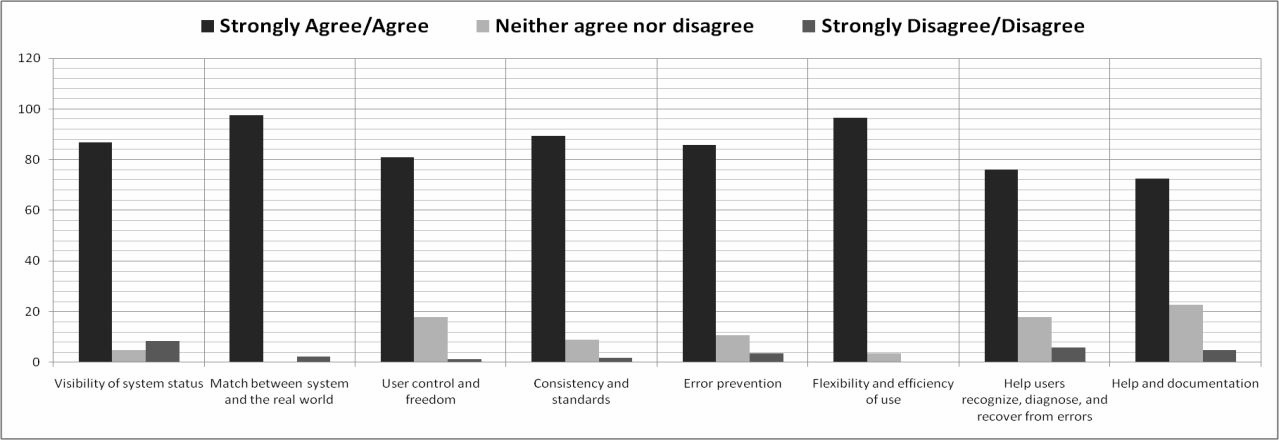 Strongly Agree/Agree Neither agree nor disagree Strongly Disagree/Disagree
120
100
80
60
40
20
0
Visibility of system status
Match between system
and the real world
User control and
freedom
Consistency and
standards
Error prevention
Flexibility and efficiency
of use
Help users
recognize, diagnose, and
recover from errors
Help and documentation